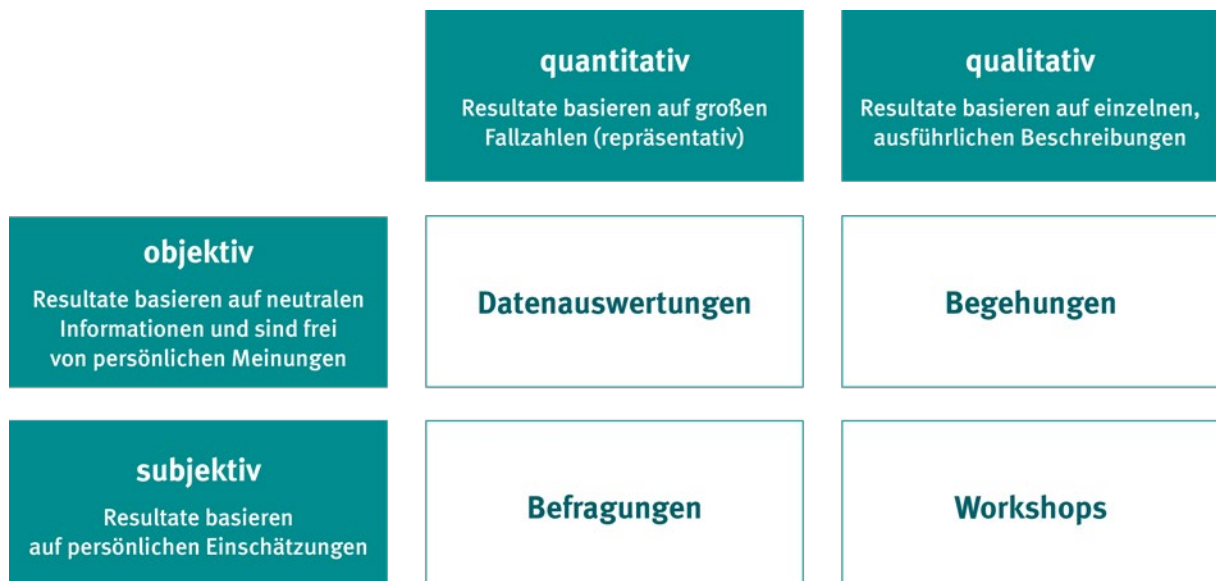 quantitativ
Resultate basieren auf großen
Fallzahlen (repräsentativ)
qualitativ
Resultate basieren auf einzelnen,
ausführlichen Beschreibungen
objektiv
Resultate basieren auf neutralen
Informationen und sind frei
von persönlichen Meinungen
Datenauswertungen
Begehungen
subjektiv
Resultate basieren
auf persönlichen Einschätzungen
Befragungen
Workshops